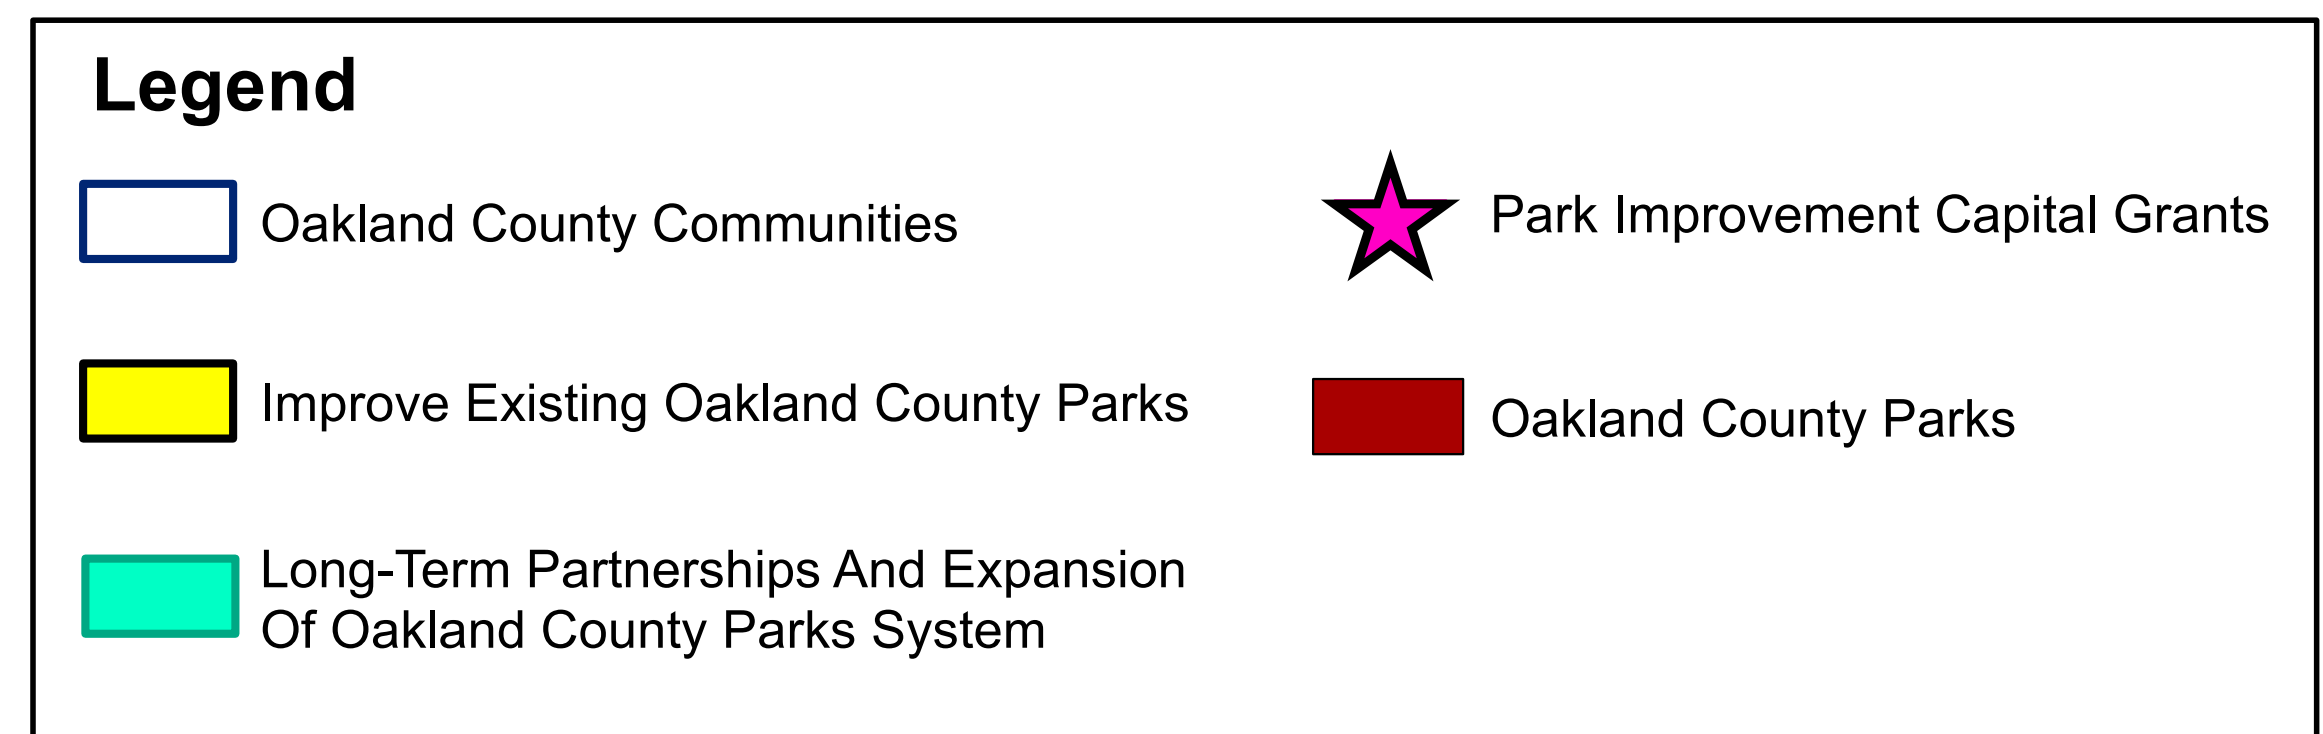 Legend
Oakland County Communities
Improve Existing Oakland County Parks
Long-Term Partnerships And Expansion
Of Oakland County Parks System
Park Improvement Capital Grants
Oakland County Parks